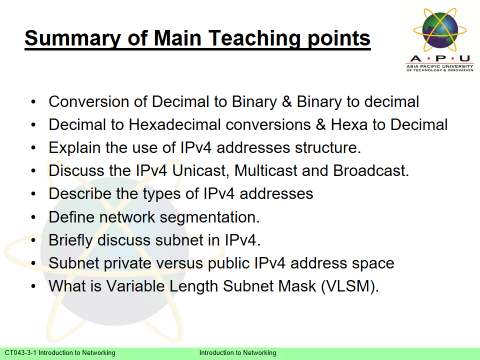 Summary of Main Teaching points
A • P • U
ASIA PACIFIC UNIVERSITY
OF TECHNOLOGY & INNOVATION
• Conversion of Decimal to Binary & Binary to decimal
• Decimal to Hexadecimal conversions & Hexa to Decimal
• Explain the use of IPv4 addresses structure.
• Discuss the IPv4 Unicast, Multicast and Broadcast.
• Describe the types of IPv4 addresses
• Define network segmentation.
• Briefly discuss subnet in IPv4.
• Subnet private versus public IPv4 address space
• What is Variable Length Subnet Mask (VLSM).
CT043-3-1 Introduction to Networking
Introduction to Networking